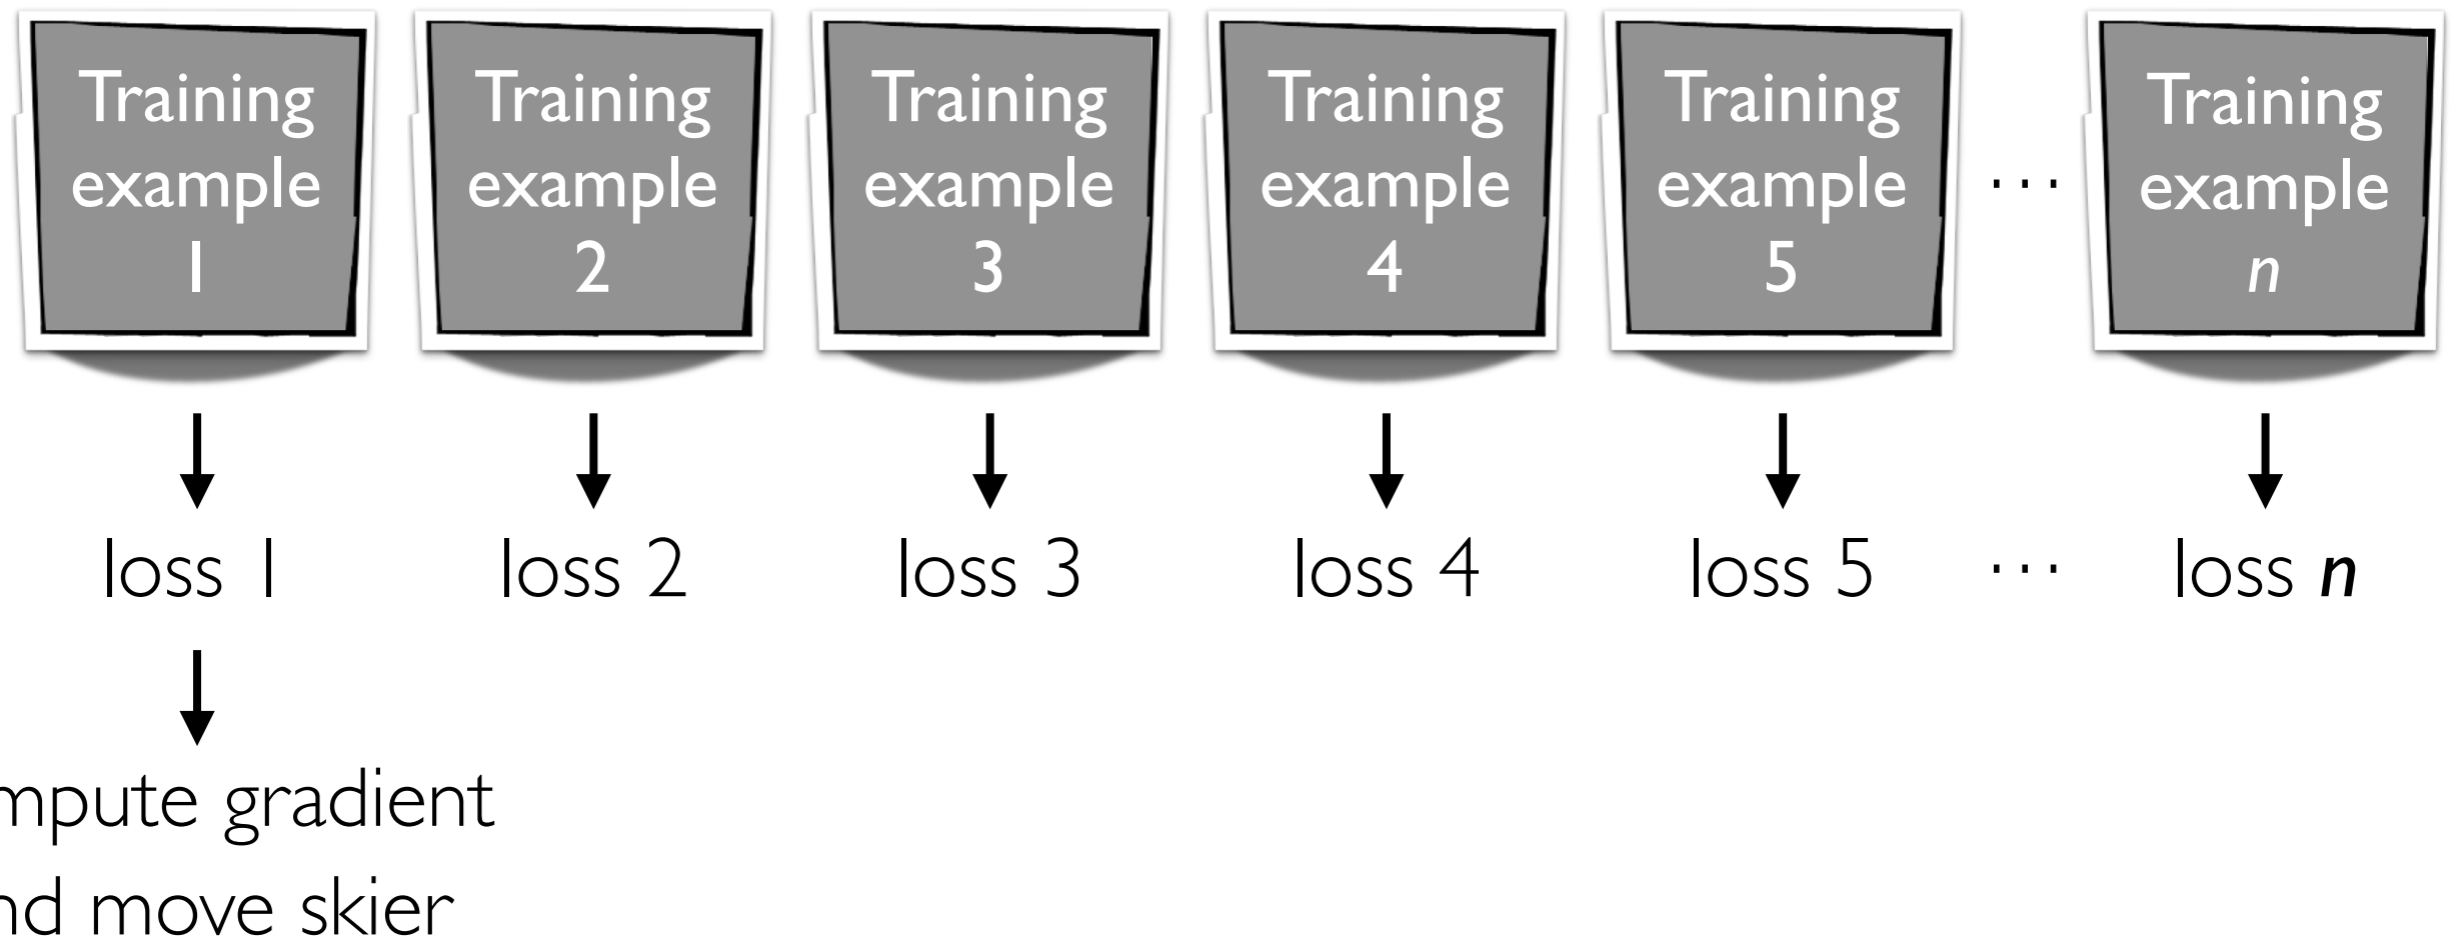 Training Training Training Training Training Training
example example example example example … example
1 2 3 4 5 n
loss 1 loss 2 loss 3 loss 4 loss 5 … loss n
mpute gradient
nd move skier